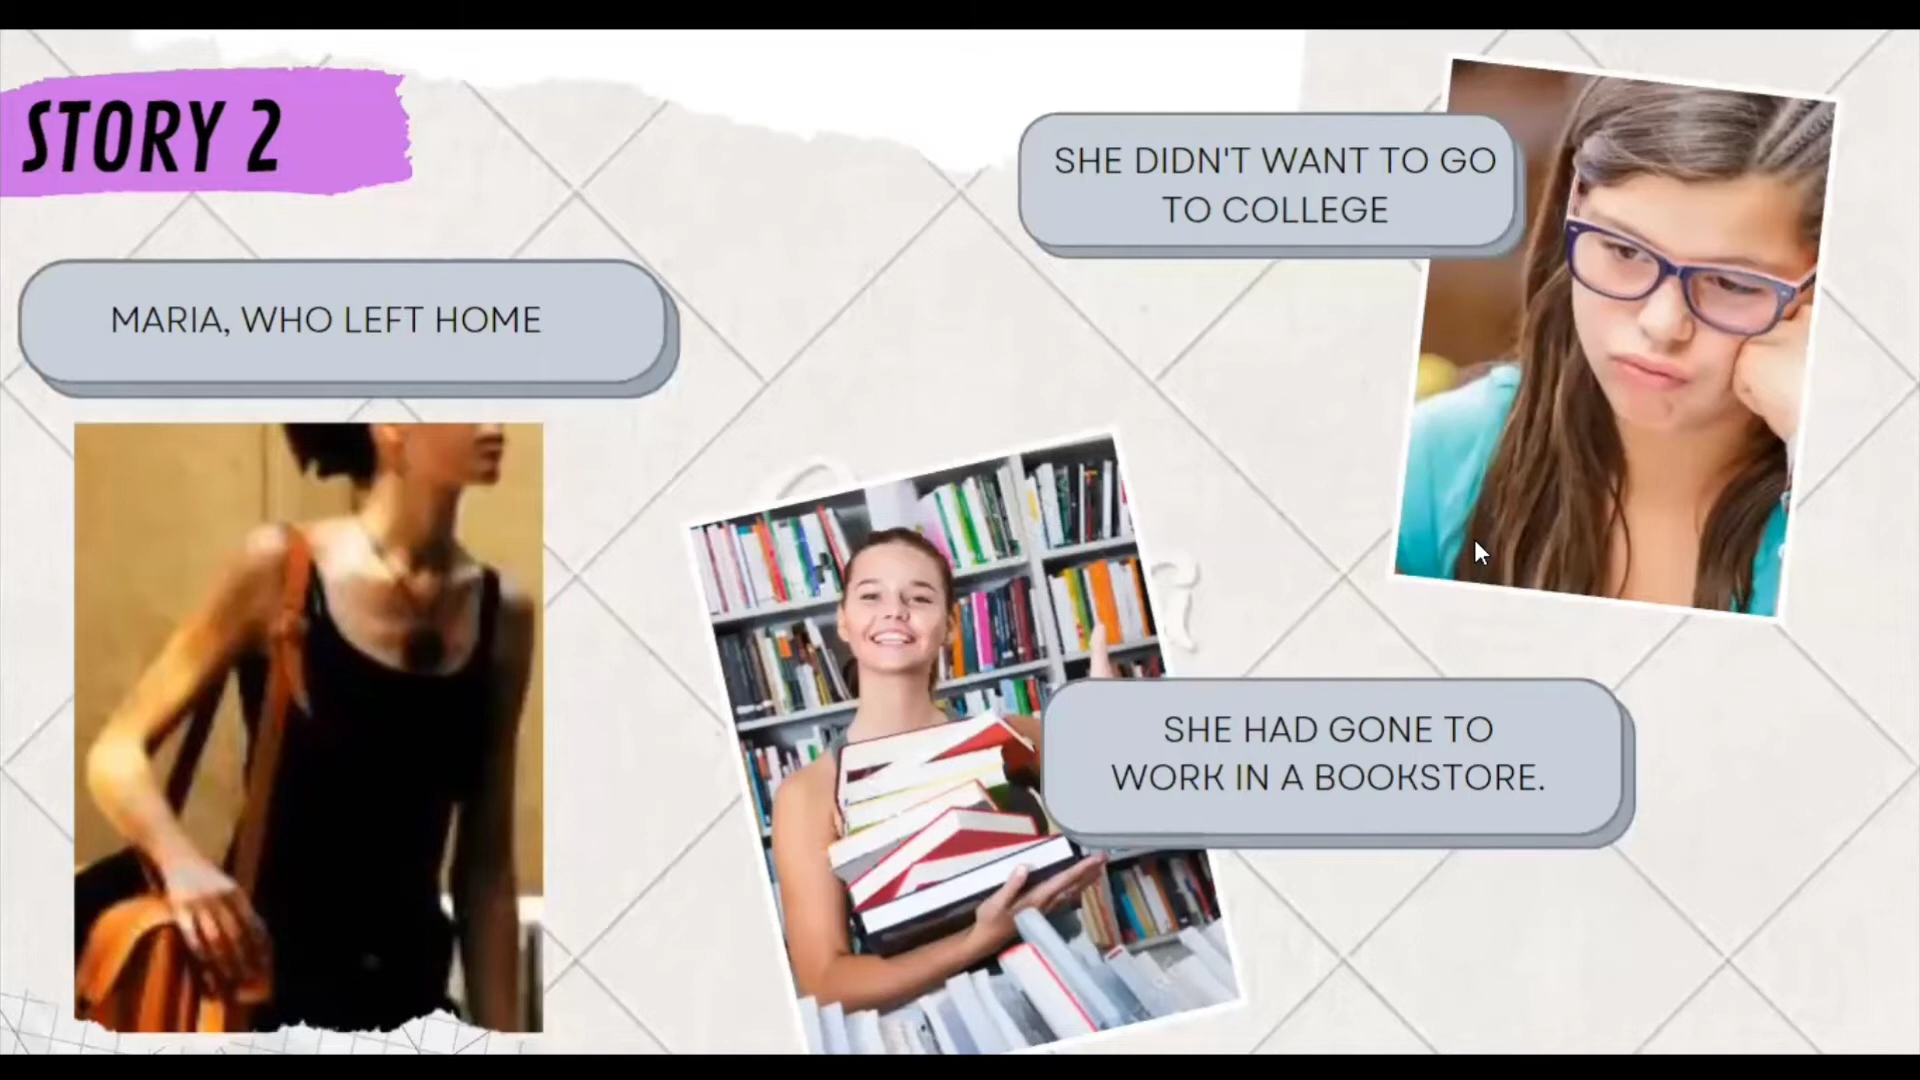 STORY 2
MARIA, WHO LEFT HOME
SHE DIDN'T WANT TO GO
TO COLLEGE
SHE HAD GONE TO
WORK IN A BOOKSTORE.